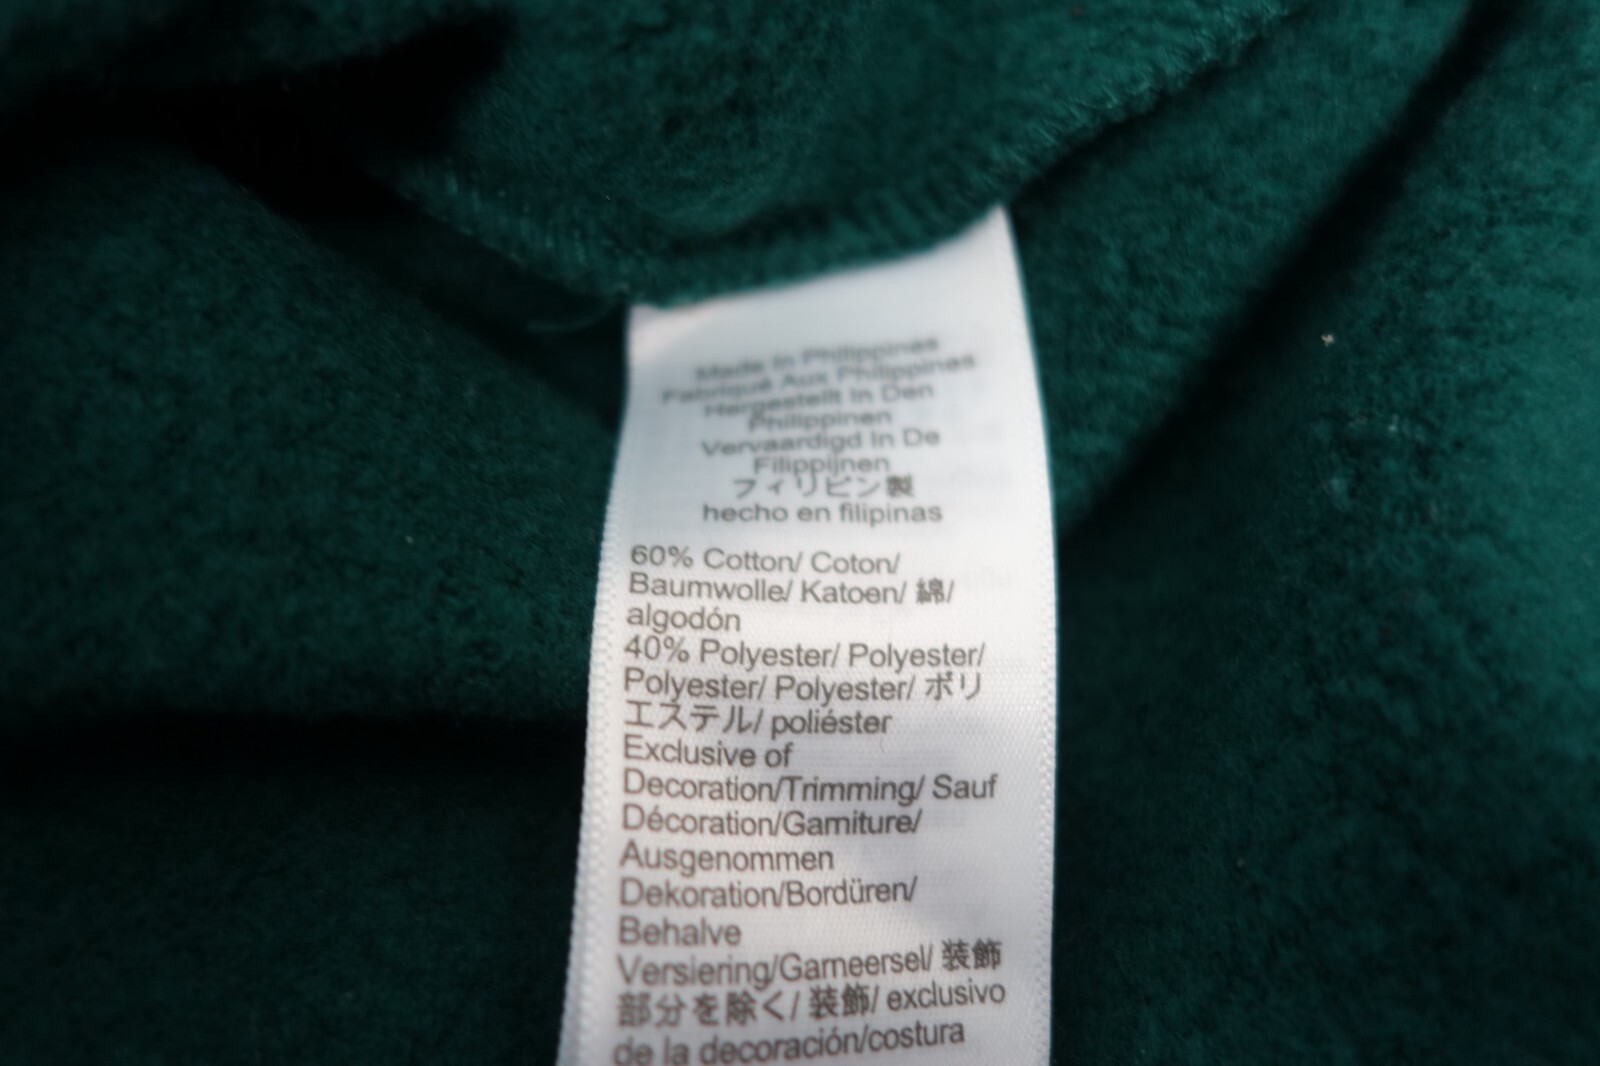 Made In Philippines
Fabriqué Aux Philippines
Hergestellt In Den
Philippinen
Vervaardigd In De
Filippijnen
フィリピン製
hecho en filipinas
60% Cotton/ Coton/
Baumwolle/ Katoen/ 綿/
algodón
40% Polyester/ Polyester/
Polyester/ Polyester/ ポリ
エステル/ poliéster
Exclusive of
Decoration/Trimming/ Sauf
Décoration/Garniture/
Ausgenommen
Dekoration/Bordüren/
Behalve
Versiering/Garneersel/ 装飾
部分を除く/ 装飾/ exclusivo
de la decoración/costura